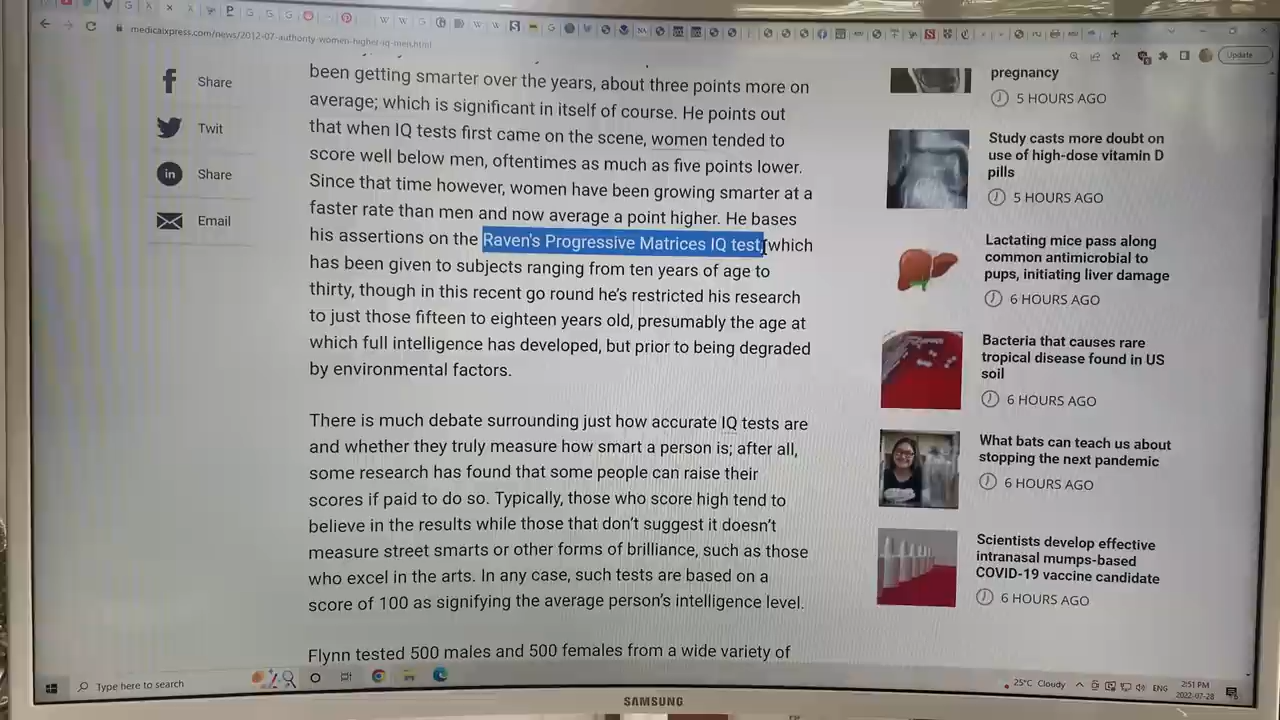 medicalxpress.com/news/2012-07-authority-women-higher-iq-men.html
Update
Share
Twit
Share
Email
been getting smarter over the years, about three points more on
average; which is significant in itself of course. He points out
that when IQ tests first came on the scene, women tended to
score well below men, oftentimes as much as five points lower.
Since that time however, women have been growing smarter at a
faster rate than men and now average a point higher. He bases
his assertions on the Raven's Progressive Matrices IQ test, which
has been given to subjects ranging from ten years of age to
thirty, though in this recent go round he's restricted his research
to just those fifteen to eighteen years old, presumably the age at
which full intelligence has developed, but prior to being degraded
by environmental factors.
There is much debate surrounding just how accurate IQ tests are
and whether they truly measure how smart a person is; after all,
some research has found that some people can raise their
scores if paid to do so. Typically, those who score high tend to
believe in the results while those that don't suggest it doesn't
measure street smarts or other forms of brilliance, such as those
who excel in the arts. In any case, such tests are based on a
score of 100 as signifying the average person's intelligence level.
Flynn tested 500 males and 500 females from a wide variety of
pregnancy
5 HOURS AGO
Study casts more doubt on
use of high-dose vitamin D
pills
5 HOURS AGO
Lactating mice pass along
common antimicrobial to
pups, initiating liver damage
6 HOURS AGO
Bacteria that causes rare
tropical disease found in US
soil
6 HOURS AGO
What bats can teach us about
stopping the next pandemic
6 HOURS AGO
Scientists develop effective
intranasal mumps-based
COVID-19 vaccine candidate
6 HOURS AGO
Type here to search
25°C Cloudy
ENG
2:51 PM
2022-07-28
SAMSUNG